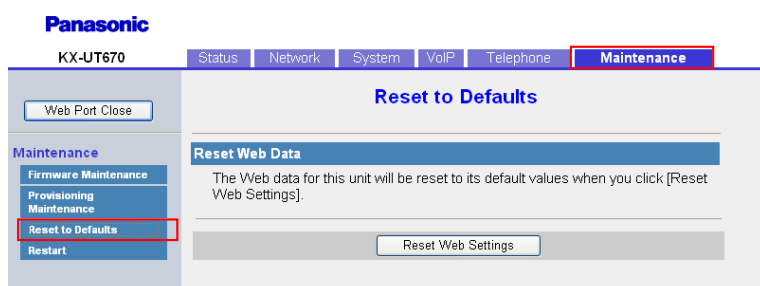 Panasonic
KX-UT670
Status Network System VoIP Telephone Maintenance
Web Port Close
Reset to Defaults
Maintenance
Firmware Maintenance
Provisioning
Maintenance
Reset to Defaults
Restart
Reset Web Data
The Web data for this unit will be reset to its default values when you click [Reset
Web Settings].
Reset Web Settings